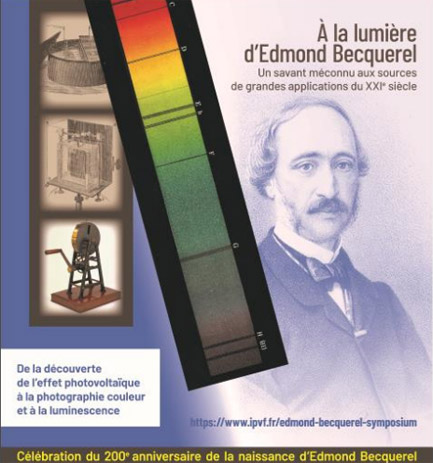 À la lumière
d'Edmond Becquerel
Un savant méconnu aux sources
de grandes applications du XXIᵉ siècle
C
D
E
b
F
G
H
De la découverte
de l'effet photovoltaïque
à la photographie couleur
et à la luminescence
https://www.ipvf.fr/edmond-becquerel-symposium
Célébration du 200ᵉ anniversaire de la naissance d'Edmond Becquerel